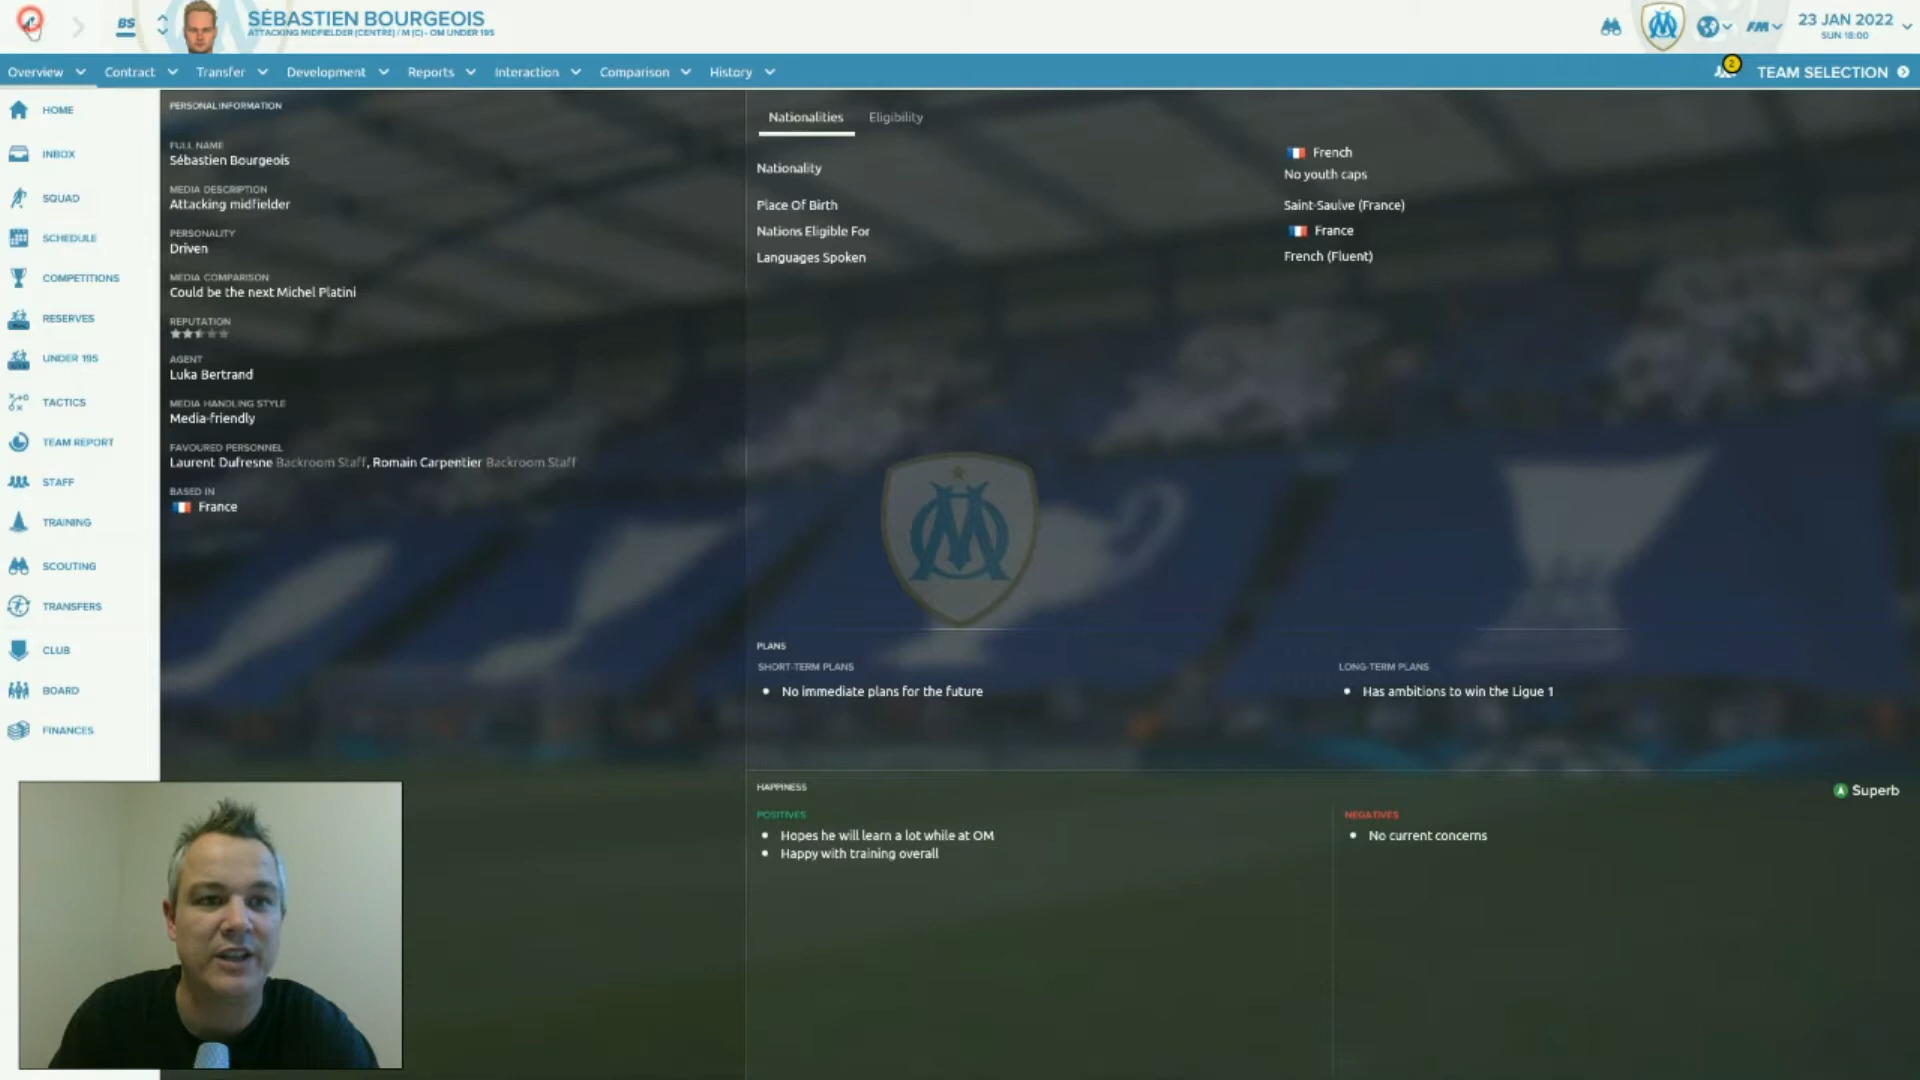 BS
SÉBASTIEN BOURGEOIS
ATTACKING MIDFIELDER (CENTRE) / M (C) - OM UNDER 19S
FM
23 JAN 2022
SUN 18:00
Overview
Contract
Transfer
Development
Reports
Interaction
Comparison
History
2
TEAM SELECTION
HOME
INBOX
SQUAD
SCHEDULE
COMPETITIONS
RESERVES
UNDER 19S
TACTICS
TEAM REPORT
STAFF
TRAINING
SCOUTING
TRANSFERS
CLUB
BOARD
FINANCES
PERSONAL INFORMATION
FULL NAME
Sébastien Bourgeois
MEDIA DESCRIPTION
Attacking midfielder
PERSONALITY
Driven
MEDIA COMPARISON
Could be the next Michel Platini
REPUTATION
AGENT
Luka Bertrand
MEDIA HANDLING STYLE
Media-friendly
FAVOURED PERSONNEL
Laurent Dufresne Backroom Staff, Romain Carpentier Backroom Staff
BASED IN
France
Nationalities
Eligibility
Nationality
French
No youth caps
Place Of Birth
Saint-Saulve (France)
Nations Eligible For
France
Languages Spoken
French (Fluent)
PLANS
SHORT-TERM PLANS
• No immediate plans for the future
LONG-TERM PLANS
• Has ambitions to win the Ligue 1
HAPPINESS
Superb
POSITIVES
• Hopes he will learn a lot while at OM
• Happy with training overall
NEGATIVES
• No current concerns